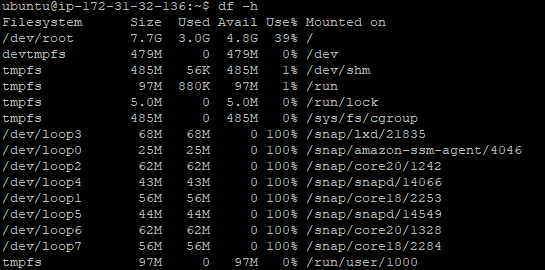 ubuntu@ip-172-31-32-136:~$ df -h
Filesystem      Size  Used Avail Use% Mounted on
/dev/root       7.7G  3.0G  4.8G  39% /
devtmpfs        479M     0  479M   0% /dev
tmpfs           485M   56K  485M   1% /dev/shm
tmpfs            97M  880K   97M   1% /run
tmpfs           5.0M     0  5.0M   0% /run/lock
tmpfs           485M     0  485M   0% /sys/fs/cgroup
/dev/loop3       68M   68M     0 100% /snap/lxd/21835
/dev/loop0       25M   25M     0 100% /snap/amazon-ssm-agent/4046
/dev/loop2       62M   62M     0 100% /snap/core20/1242
/dev/loop4       43M   43M     0 100% /snap/snapd/14066
/dev/loop1       56M   56M     0 100% /snap/core18/2253
/dev/loop5       44M   44M     0 100% /snap/snapd/14549
/dev/loop6       62M   62M     0 100% /snap/core20/1328
/dev/loop7       56M   56M     0 100% /snap/core18/2284
tmpfs            97M     0   97M   0% /run/user/1000